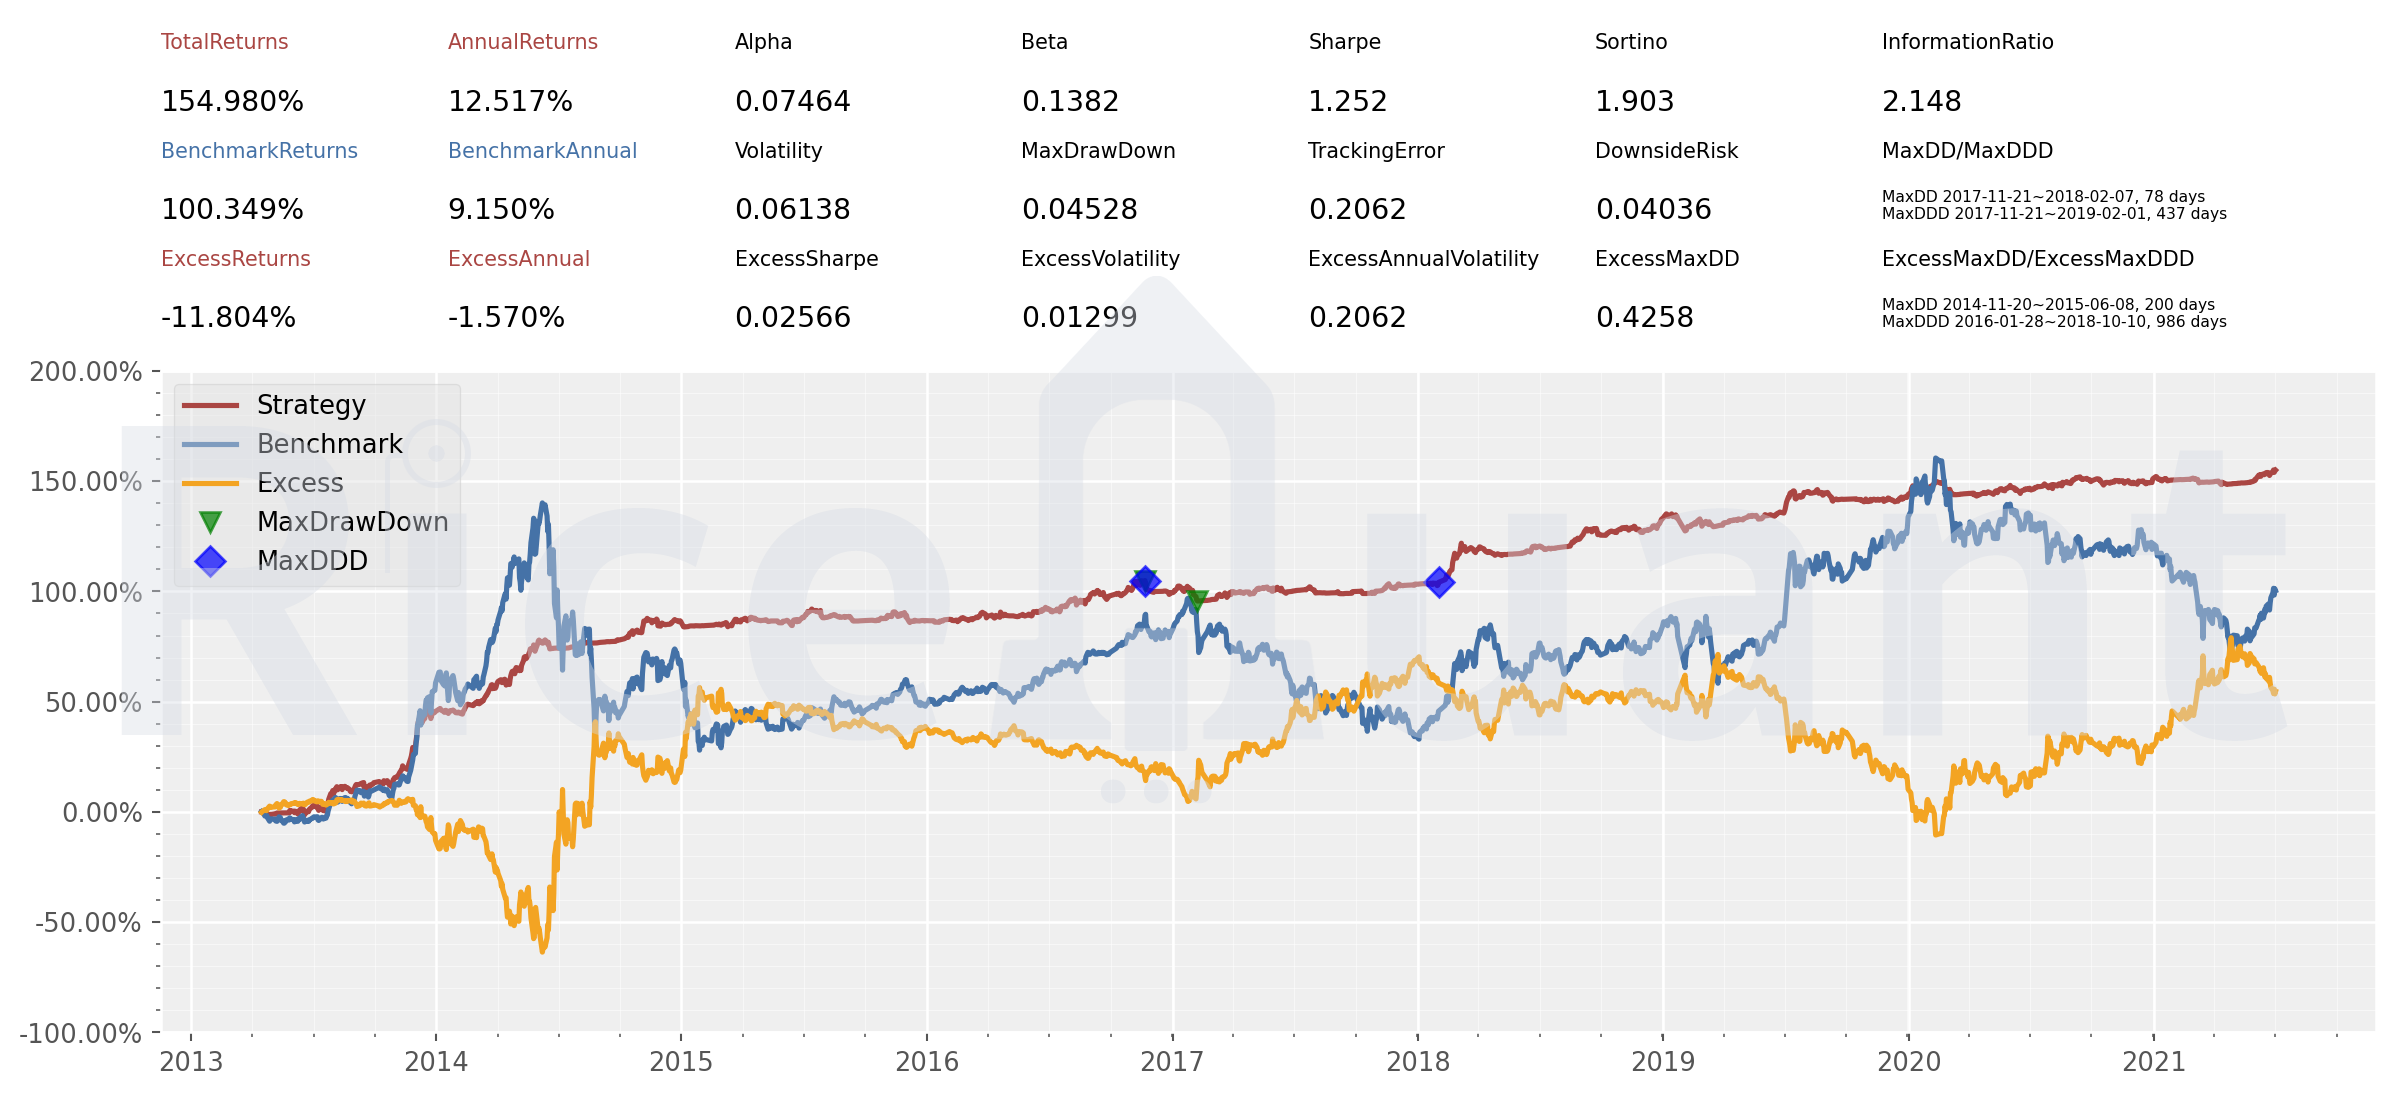 TotalReturns AnnualReturns Alpha Beta Sharpe Sortino InformationRatio
154.980% 12.517% 0.07464 0.1382 1.252 1.903 2.148
BenchmarkReturns BenchmarkAnnual Volatility MaxDrawDown TrackingError DownsideRisk MaxDD/MaxDDD
100.349% 9.150% 0.06138 0.04528 0.2062 0.04036 MaxDD 2017-11-21~2018-02-07, 78 days
MaxDDD 2017-11-21~2019-02-01, 437 days
ExcessReturns ExcessAnnual ExcessSharpe ExcessVolatility ExcessAnnualVolatility ExcessMaxDD ExcessMaxDD/ExcessMaxDDD
-11.804% -1.570% 0.02566 0.01299 0.2062 0.4258 MaxDD 2014-11-20~2015-06-08, 200 days
MaxDDD 2016-01-28~2018-10-10, 986 days
200.00%
Strategy
Benchmark
150.00%
Excess
MaxDrawDown
MaxDDD
RiceQuant
100.00%
50.00%
0.00%
-50.00%
-100.00%
2013 2014 2015 2016 2017 2018 2019 2020 2021